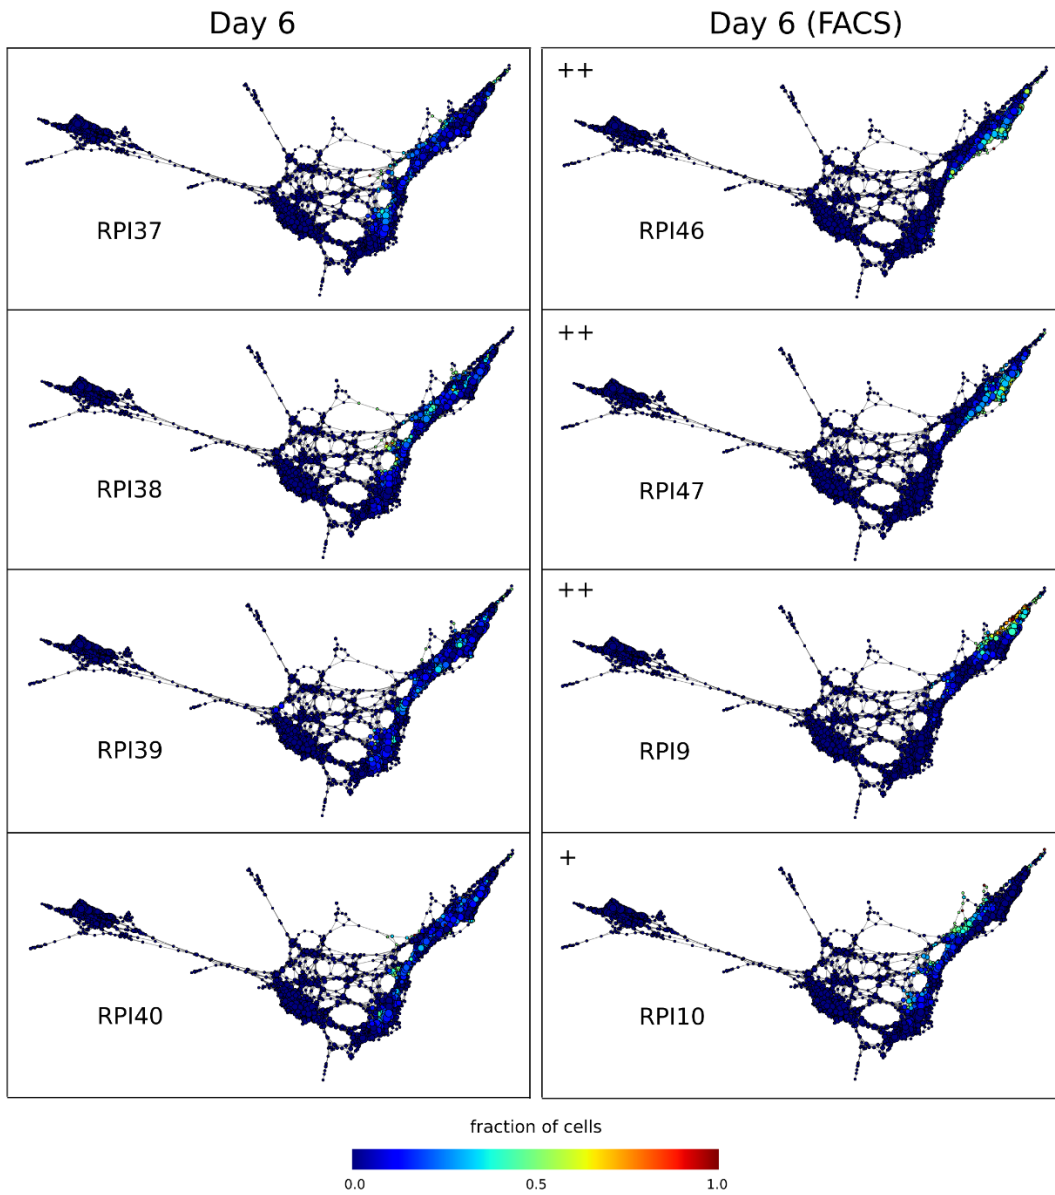 Day 6
Day 6 (FACS)
RPI37
++
RPI46
RPI38
++
RPI47
RPI39
++
RPI9
RPI40
+
RPI10
fraction of cells
0.0
0.5
1.0